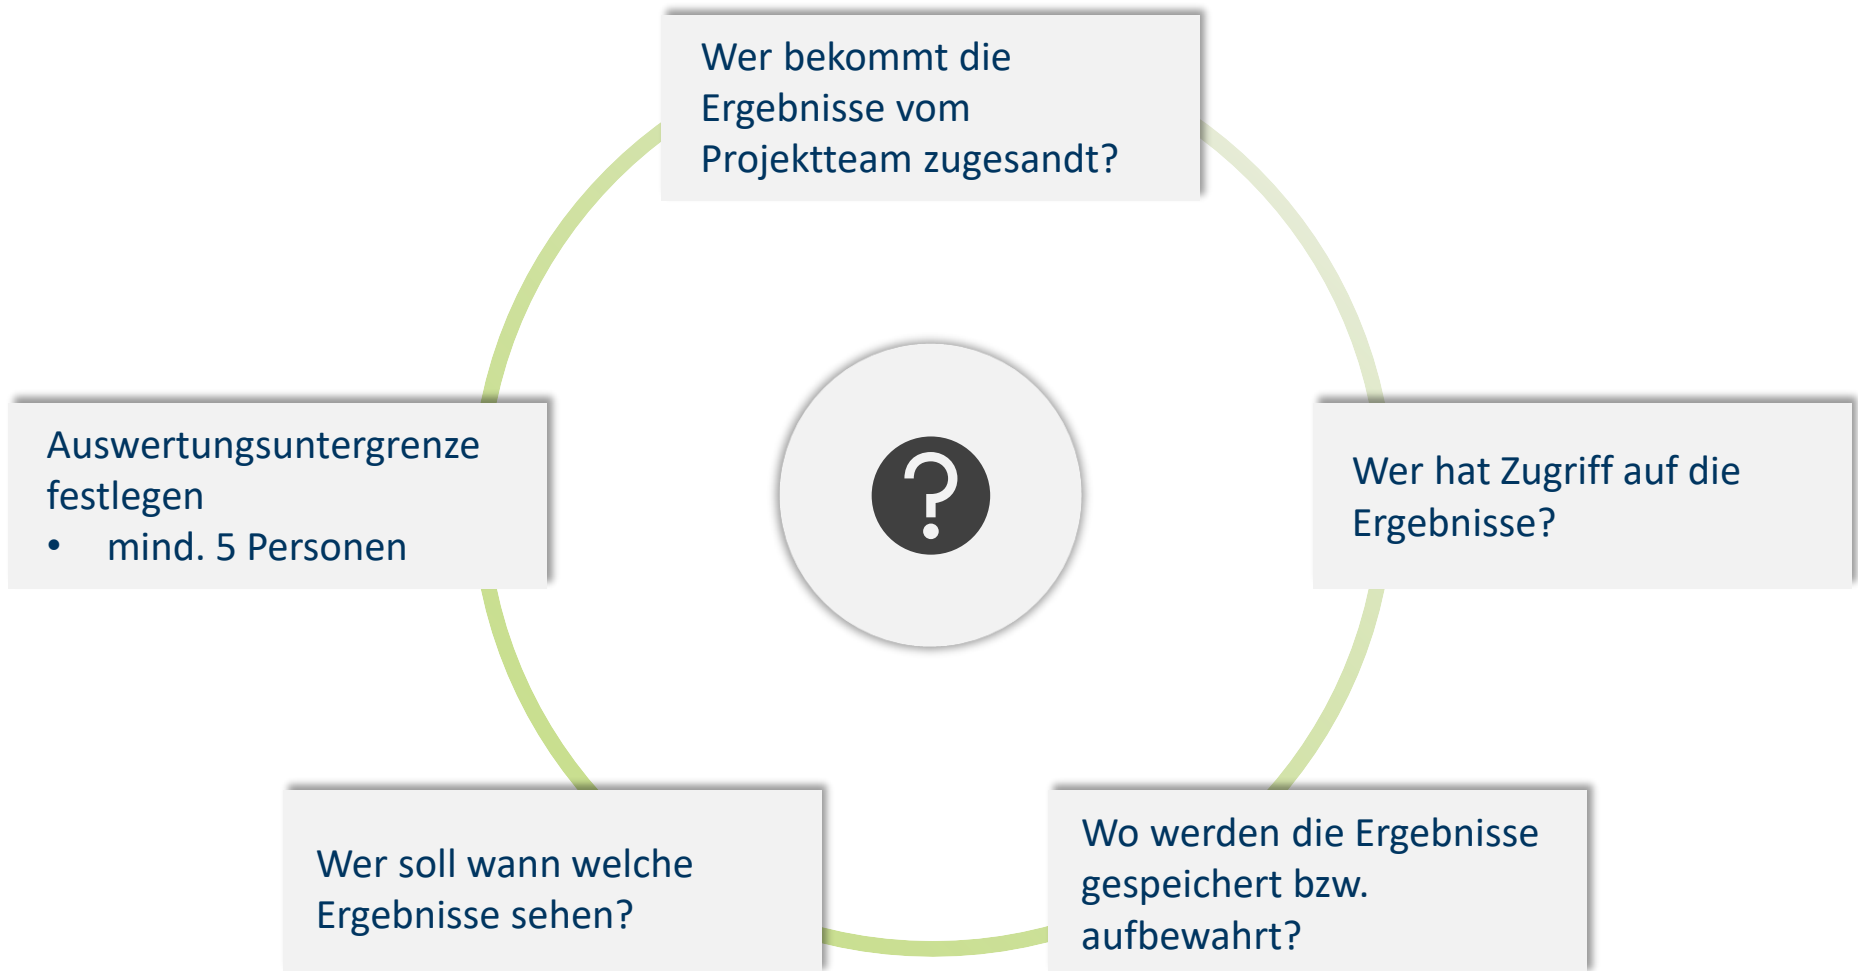 Wer bekommt die
Ergebnisse vom
Projektteam zugesandt?
Wer hat Zugriff auf die
Ergebnisse?
Wo werden die Ergebnisse
gespeichert bzw.
aufbewahrt?
Wer soll wann welche
Ergebnisse sehen?
Auswertungsuntergrenze
festlegen
• mind. 5 Personen
?